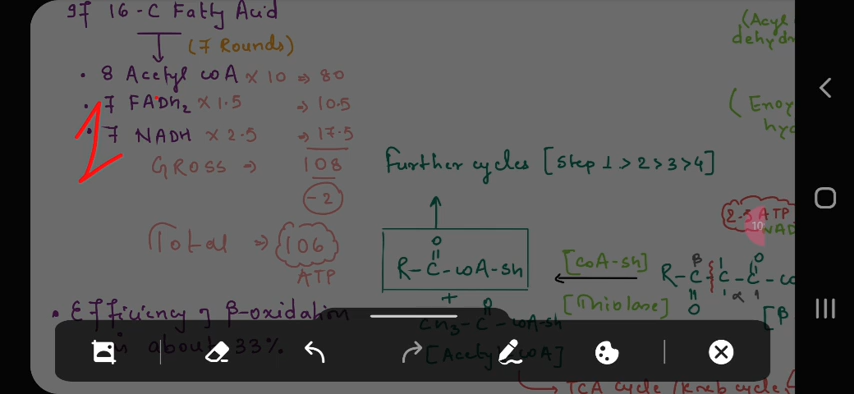 If 16-C Fatty Acid
(7 Rounds)
• 8 Acetyl coA × 10 ⇒ 80
• 7 FADH₂ × 1.5 ⇒ 10.5
• 7 NADH × 2.5 ⇒ 17.5
GROSS ⇒ 108
-2
Total ⇒ 106
ATP
• Efficiency of β-oxidation
is about 33%.
Further cycles [Step 1 > 2 > 3 > 4]
O
R-C-coA-sh
+
O
CH3-C-coA-sh
[Acetyl coA]
TCA cycle/Kreb cycle
[CoA-sh]
[Thiolase]
(Acyl
dehyd
(Enoy
hy
2.5 ATP
10
NAD
β O
R-C-C-C-co
O α
[β